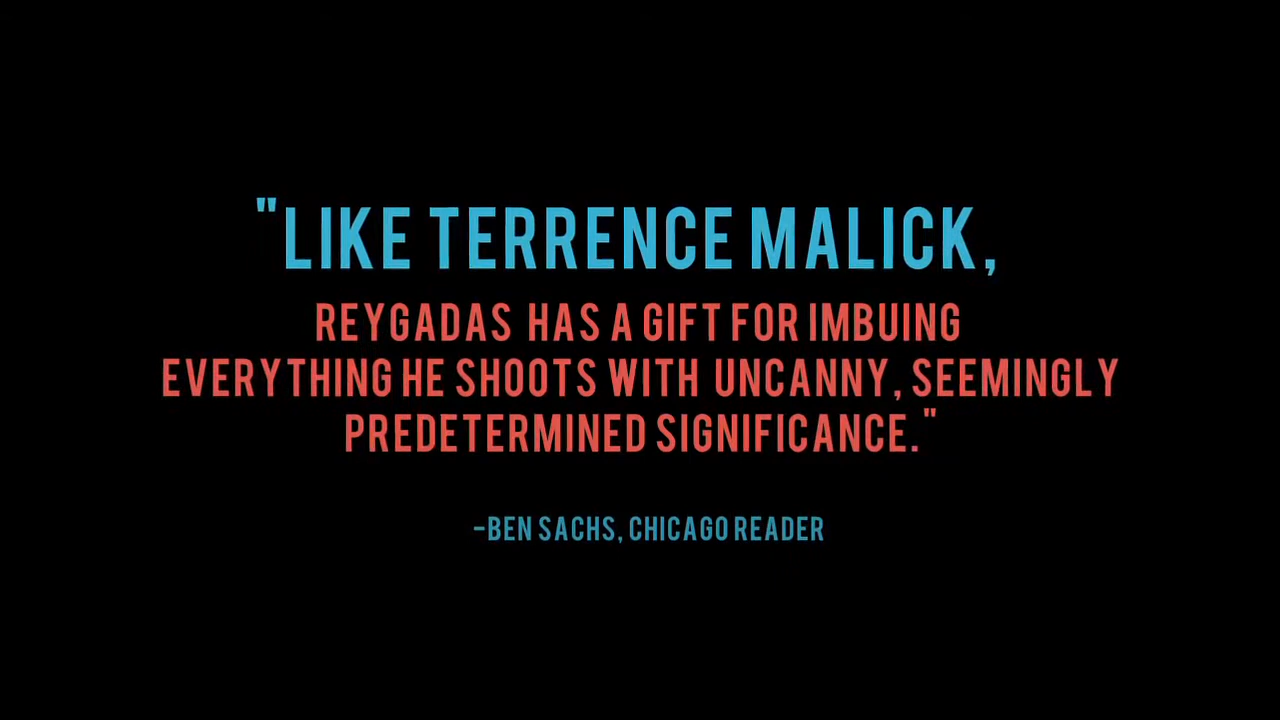 "LIKE TERRENCE MALICK,
REYGADAS HAS A GIFT FOR IMBUING
EVERYTHING HE SHOOTS WITH UNCANNY, SEEMINGLY
PREDETERMINED SIGNIFICANCE."
-BEN SACHS, CHICAGO READER